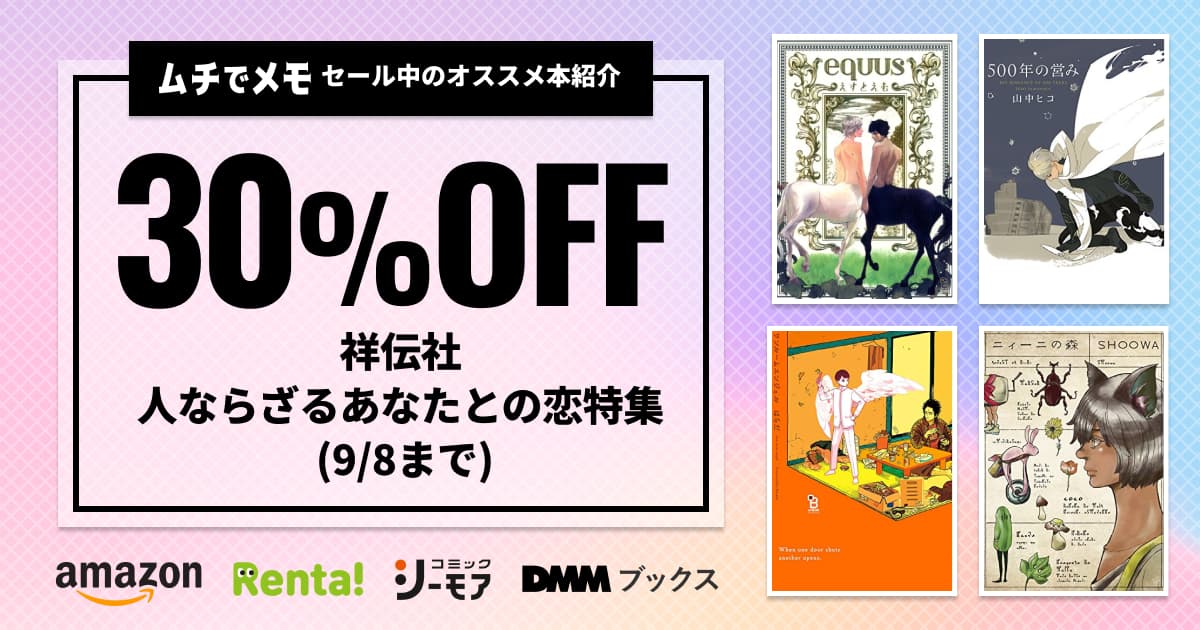 ムチでメモ セール中のオススメ本紹介
30%OFF
祥伝社
人ならざるあなたとの恋特集
(9/8まで)
amazon
Renta!
コミック
シーモア
DMM ブックス
equus
えすとえむ
500年の営み
山中ヒコ
When one door shuts
another opens.
ニィーニの森
SHOOWA